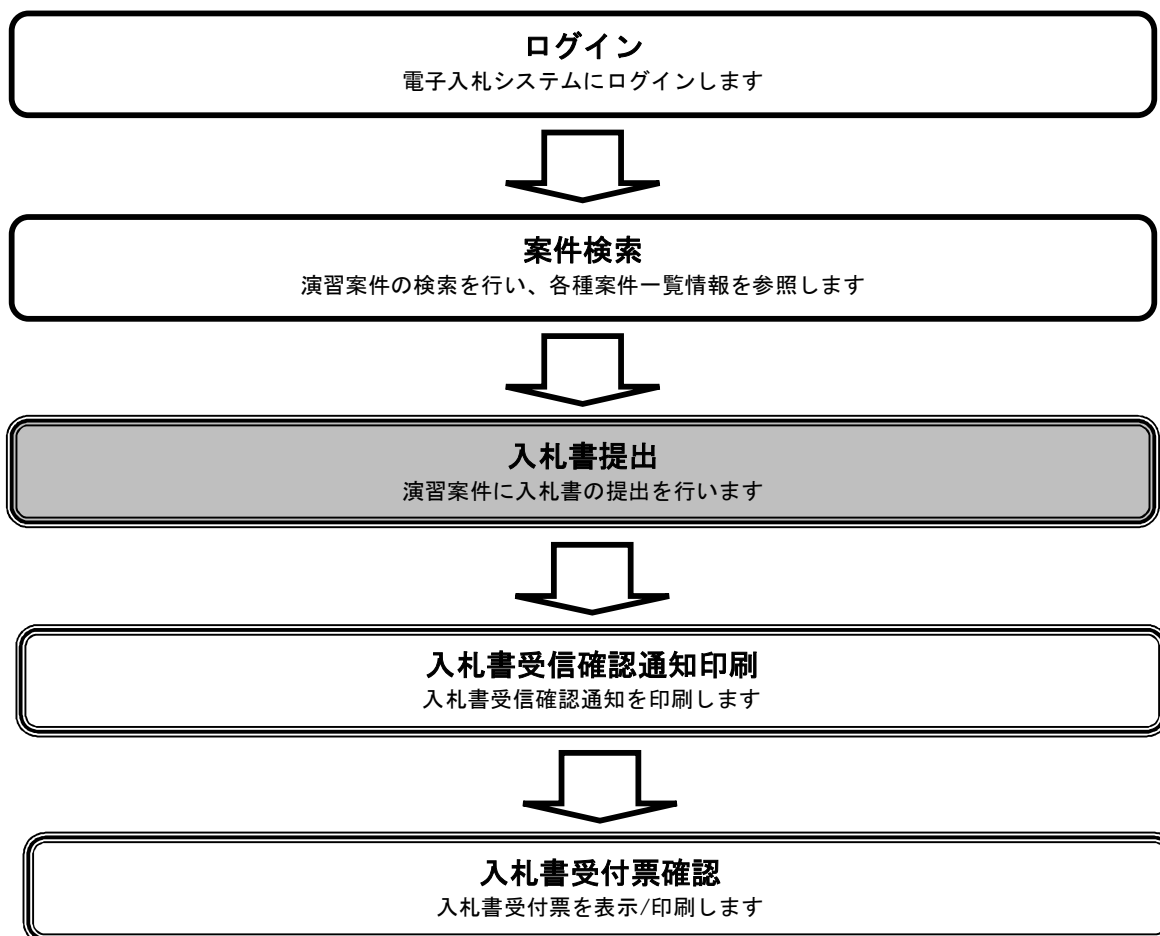 ログイン
電子入札システムにログインします
案件検索
演習案件の検索を行い、各種案件一覧情報を参照します
入札書提出
演習案件に入札書の提出を行います
入札書受信確認通知印刷
入札書受信確認通知を印刷します
入札書受付票確認
入札書受付票を表示/印刷します